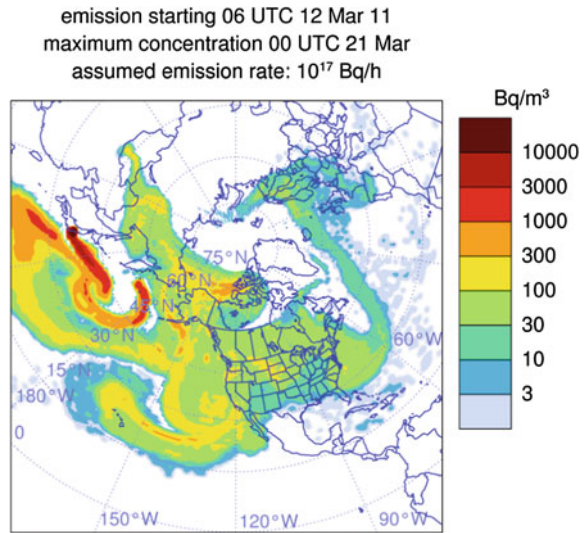 emission starting 06 UTC 12 Mar 11
maximum concentration 00 UTC 21 Mar
assumed emission rate: 10¹⁷ Bq/h
Bq/m³
10000
3000
1000
300
100
30
10
3
75°N
60°N
45°N
30°N
15°N
180°W
0
60°W
150°W
120°W
90°W